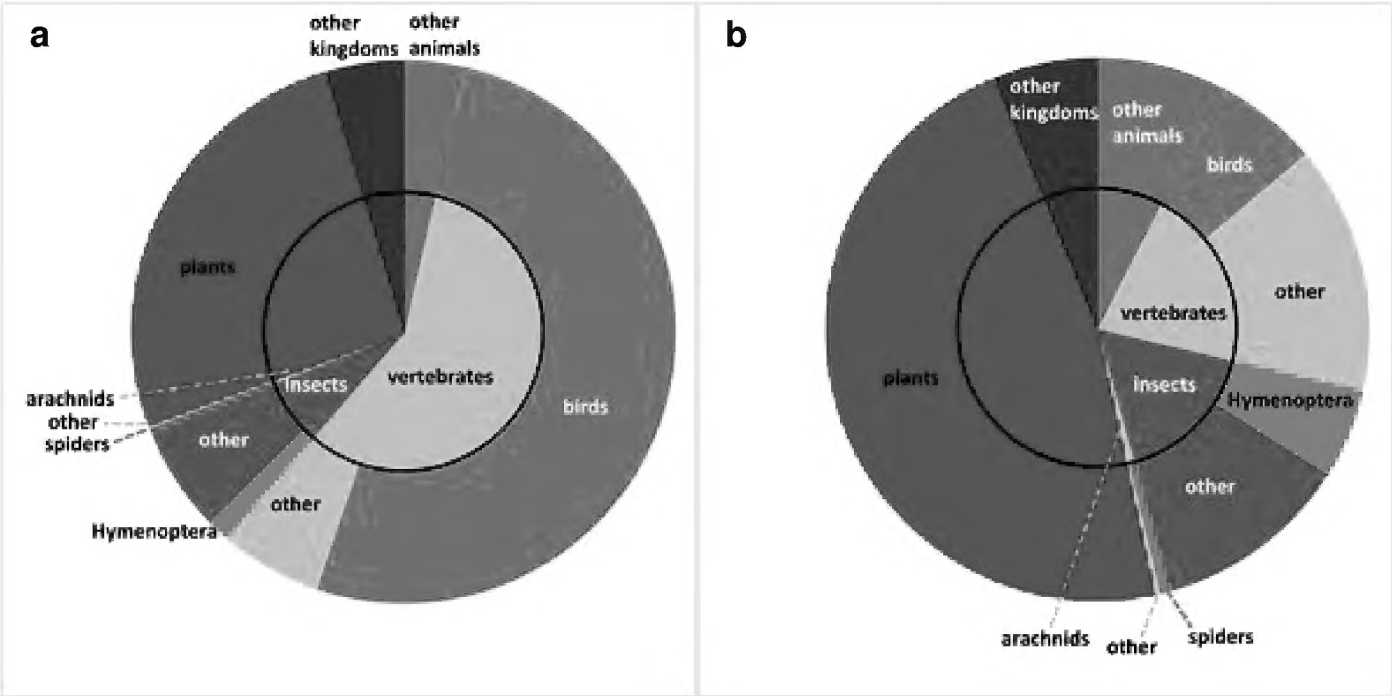 a
other
kingdoms
other
animals
plants
arachnids
other
spiders
insects
other
vertebrates
birds
other
Hymenoptera
b
other
kingdoms
other
animals
birds
other
vertebrates
plants
insects
Hymenoptera
other
arachnids
other
spiders